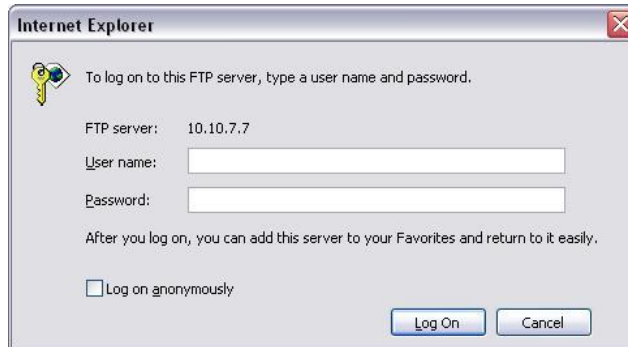 Internet Explorer
To log on to this FTP server, type a user name and password.
FTP server: 10.10.7.7
User name:
Password:
After you log on, you can add this server to your Favorites and return to it easily.
Log on anonymously
Log On Cancel